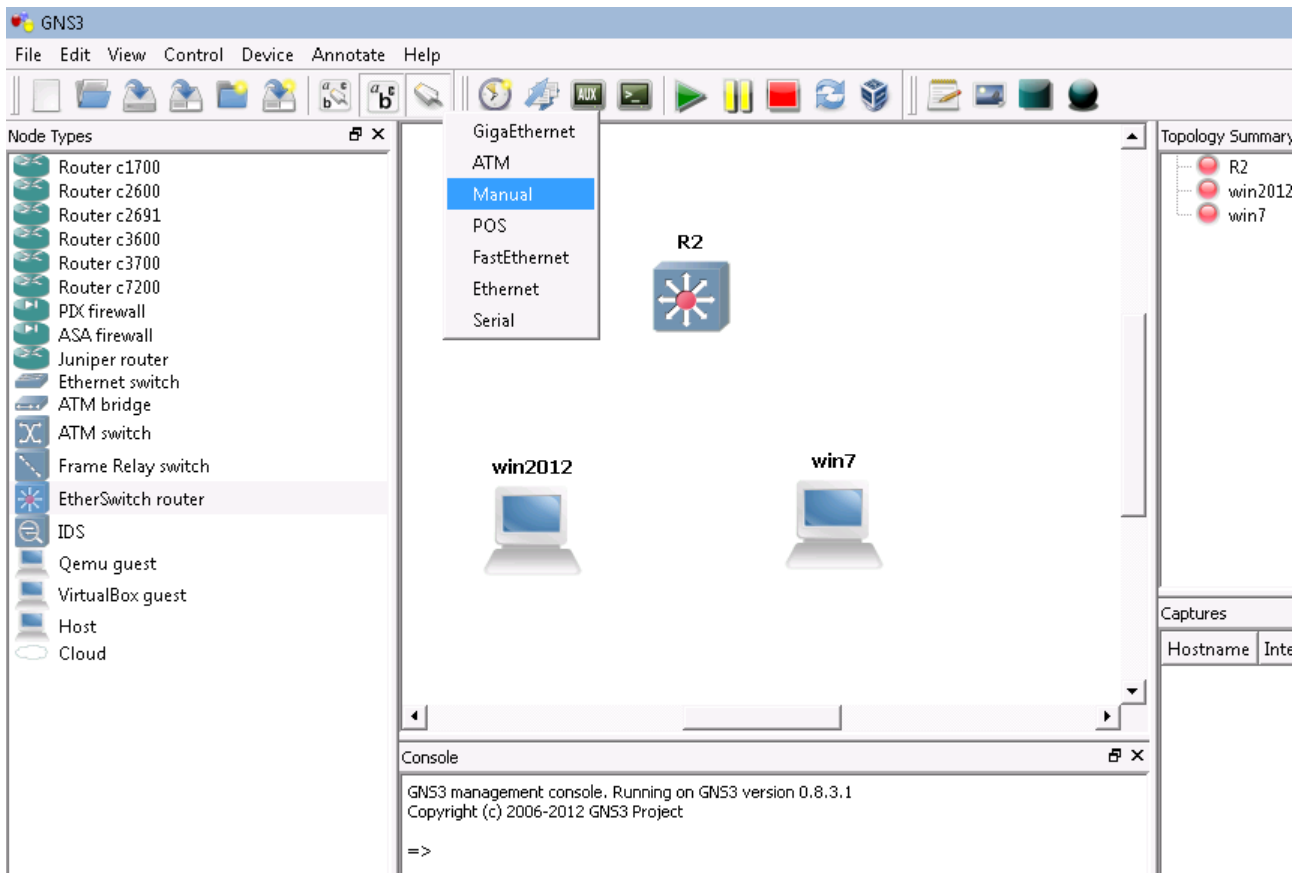 GNS3
File Edit View Control Device Annotate Help
AUX
Node Types
Router c1700
Router c2600
Router c2691
Router c3600
Router c3700
Router c7200
PIX firewall
ASA firewall
Juniper router
Ethernet switch
ATM bridge
ATM switch
Frame Relay switch
EtherSwitch router
IDS
Qemu guest
VirtualBox guest
Host
Cloud
GigaEthernet
ATM
Manual
POS
FastEthernet
Ethernet
Serial
R2
win2012
win7
Console
GNS3 management console. Running on GNS3 version 0.8.3.1
Copyright (c) 2006-2012 GNS3 Project
=>
Topology Summary
R2
win2012
win7
Captures
Hostname Inte